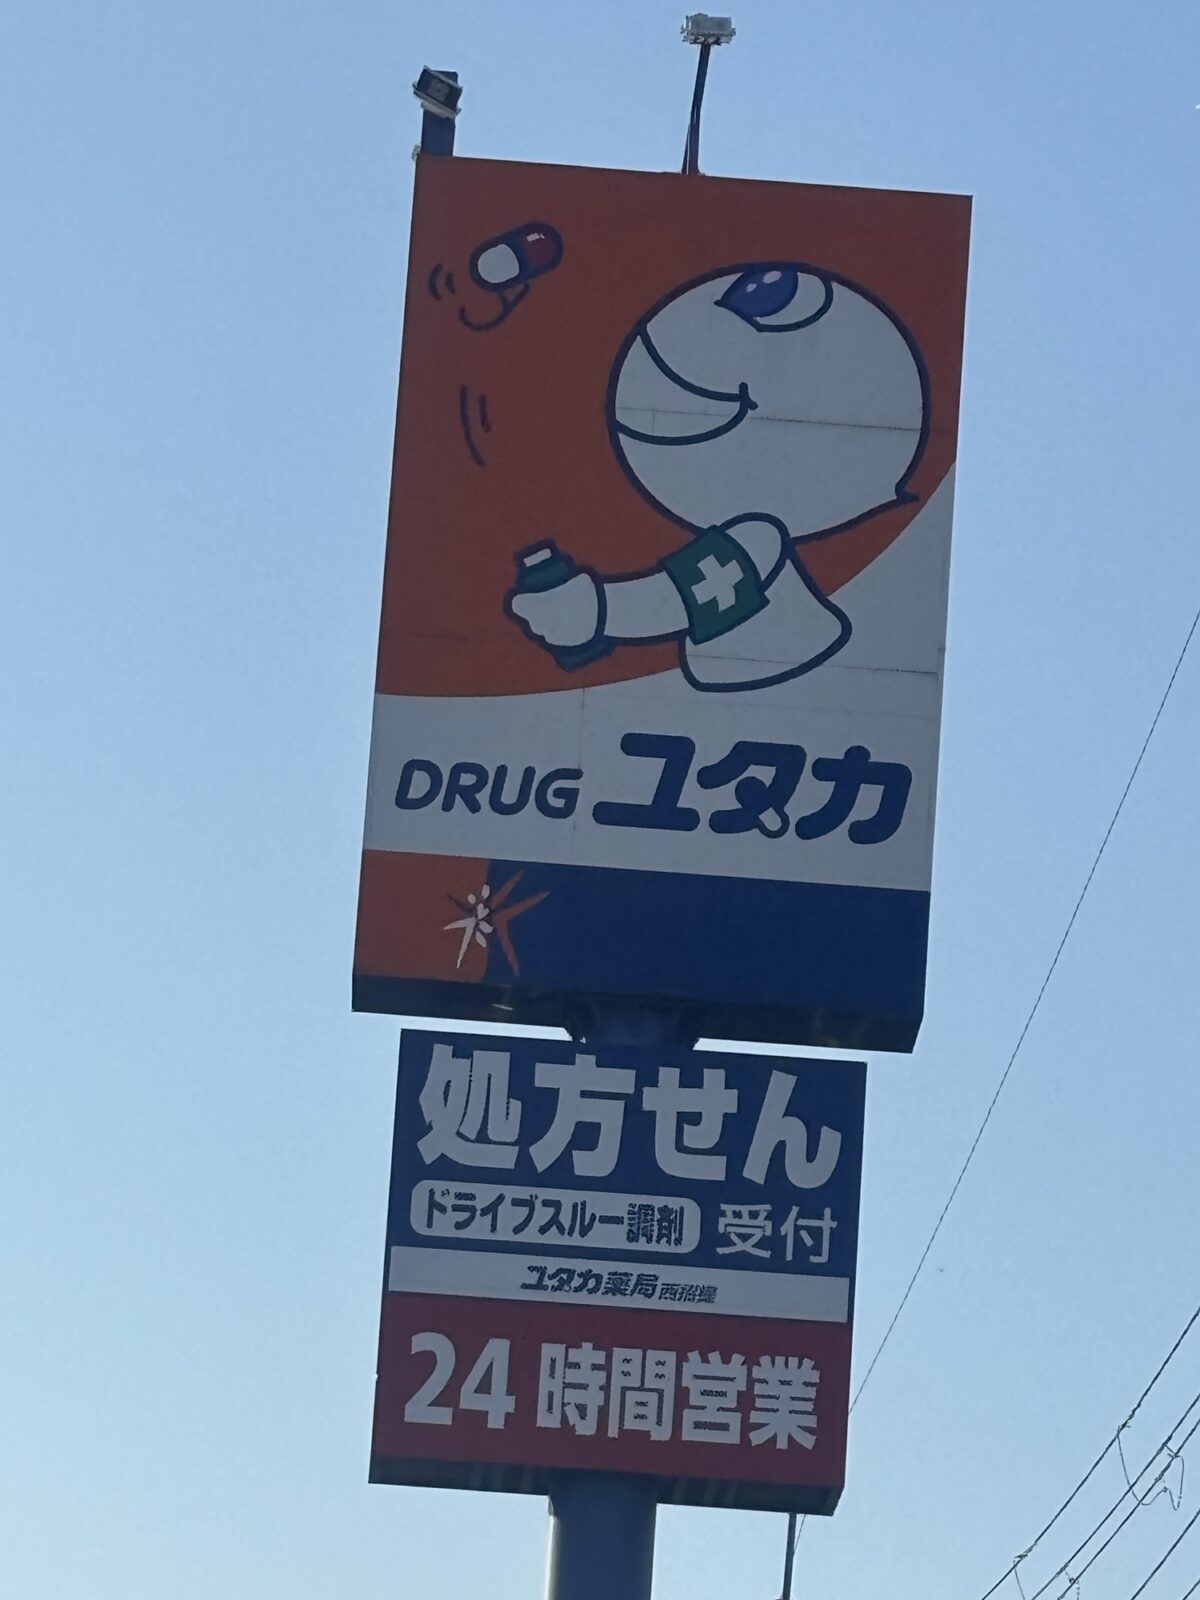 DRUG ユタカ
処方せん
ドライブスルー調剤 受付
ユタカ薬局
24時間営業